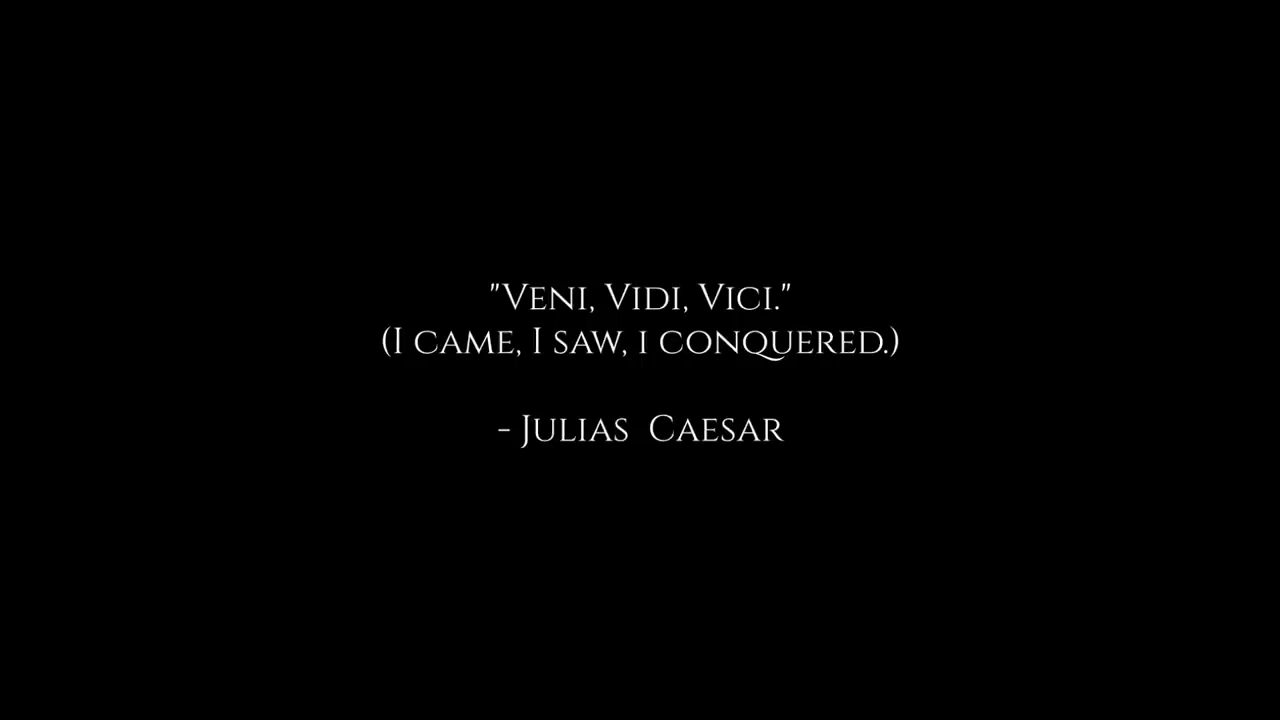 "Veni, Vidi, Vici."
(I came, I saw, i conquered.)
- Julias  Caesar